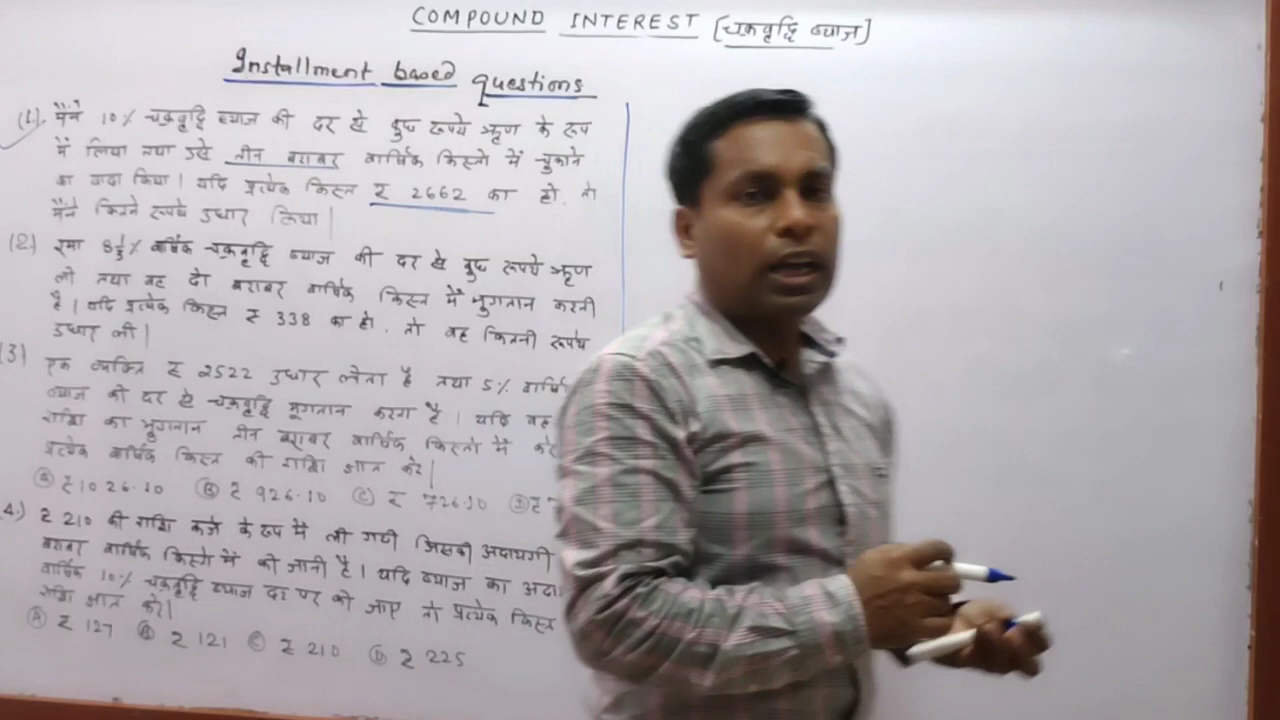 COMPOUND INTEREST [चक्रवृद्धि ब्याज]
Installment based questions
(1). मैंने 10% चक्रवृद्धि ब्याज की दर से कुछ रूपये ऋण के रूप
में लिया तथा उसे तीन बराबर वार्षिक किस्तो में चुकाने
का वादा किया। यदि प्रत्येक किस्त ₹ 2662 का हो. तो
मैंने कितने रूपये उधार लिया।
(2) रमा 8⅓% वार्षिक चक्रवृद्धि ब्याज की दर से कुछ रूपये ऋण
ली तथा वह दो बराबर वार्षिक किस्त में भुगतान करती
है। यदि प्रत्येक किस्त ₹ 338 का हो. तो वह कितनी रूपये
उधार ली।
(3) एक व्यक्ति ₹ 2522 उधार लेता है तथा 5%
ब्याज की दर से चक्रवृद्धि भूगतान करता है। यदि वह
राशि का भुगतान तीन बराबर वार्षिक किस्तो में
प्रत्येक वार्षिक किस्त की राशि ज्ञात करे।
(A) ₹1026.10 (B) ₹ 926.10 (C) ₹ 726.10 (D) ₹
4.) ₹ 210 की राशि कर्ज के रूप में ली गयी जिसकी अदायगी
बराबर वार्षिक किस्तो में की जानी है। यदि ब्याज का
वार्षिक 10% चक्रवृद्धि ब्याज दर पर की जाए तो प्रत्येक किस्त
राशि ज्ञात करे।
(A) ₹ 127 (B) ₹ 121 (C) ₹ 210 (D) ₹ 225